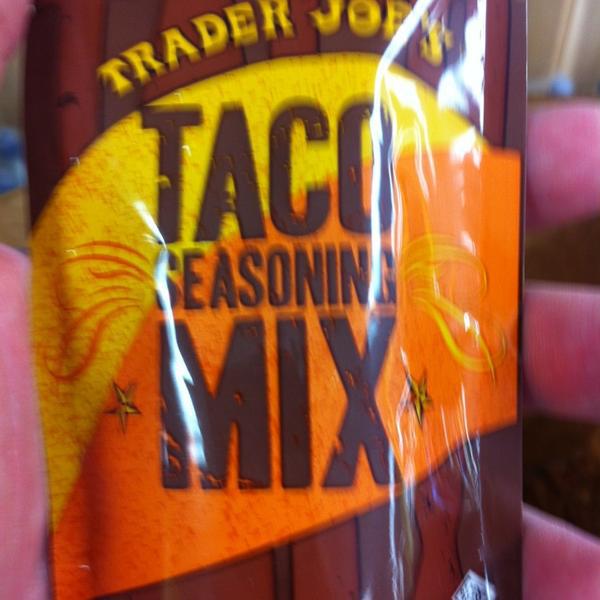 TRADER JOE'S
TACO
SEASONING
MIX